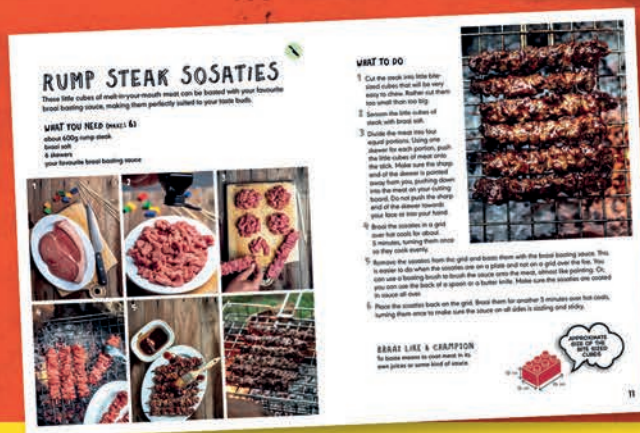 RUMP STEAK SOSATIES
These little cubes of melt-in-your-mouth meat can be basted with your favourite
braai basting sauce, making them perfectly suited to your taste buds.
WHAT YOU NEED (MAKES 6)
about 600g rump steak
braai salt
6 skewers
your favourite braai basting sauce
1
2
3
4
WHAT TO DO
1 Cut the steak into little bite-
sized cubes that will be very
easy to chew. Rather cut them
too small than too big.
2 Season the little cubes of
steak with braai salt.
3 Divide the meat into four
equal portions. Using one
skewer for each portion, push
the little cubes of meat onto
the stick. Make sure the sharp
end of the skewer is pointed
away from you, pushing down
into the meat on your cutting
board. Do not push the sharp
end of the skewer towards
your face or into your hand.
4 Braai the sosaties in a grid
over hot coals for about
5 minutes, turning them once
so they cook evenly.
5 Remove the sosaties from the grid and baste them with the braai basting sauce. This
is easier to do when the sosaties are on a plate and not on a grid over the fire. You
can use a basting brush to brush the sauce onto the meat, almost like painting. Or,
you can use the back of a spoon or a butter knife. Make sure the sosaties are coated
in sauce all over.
6 Place the sosaties back on the grid. Braai them for another 5 minutes over hot coals,
turning them once to make sure the sauce on all sides is coating and sticky.
BRAAI LIKE A CHAMPION
To baste means to coat meat in its
own juices or some kind of sauce.
APPROXIMATE
SIZE OF THE
BITE SIZED
CUBES
11